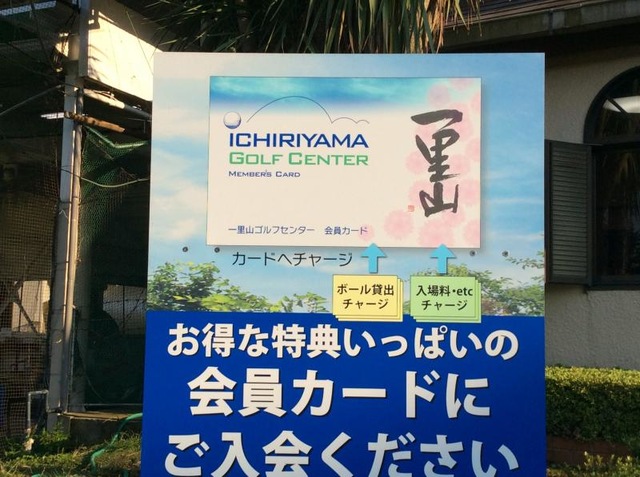 ICHIRIYAMA
GOLF CENTER
MEMBER'S CARD
一里山
一里山ゴルフセンター 会員カード
カードへチャージ
ボール貸出
チャージ
入場料・etc
チャージ
お得な特典いっぱいの
会員カードに
ご入会ください